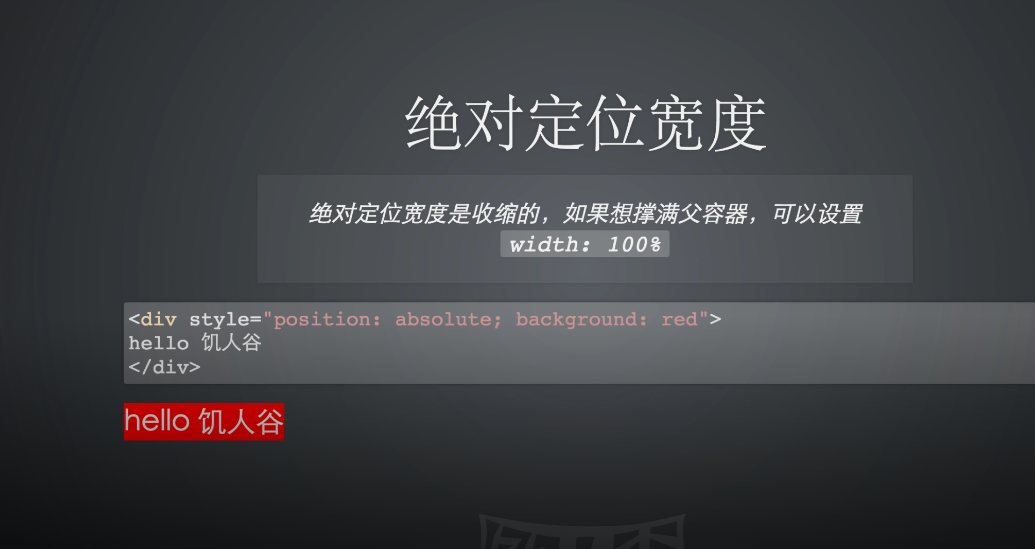 绝对定位宽度
绝对定位宽度是收缩的，如果想撑满父容器，可以设置
width: 100%
<div style="position: absolute; background: red">
hello 饥人谷
</div>
hello 饥人谷